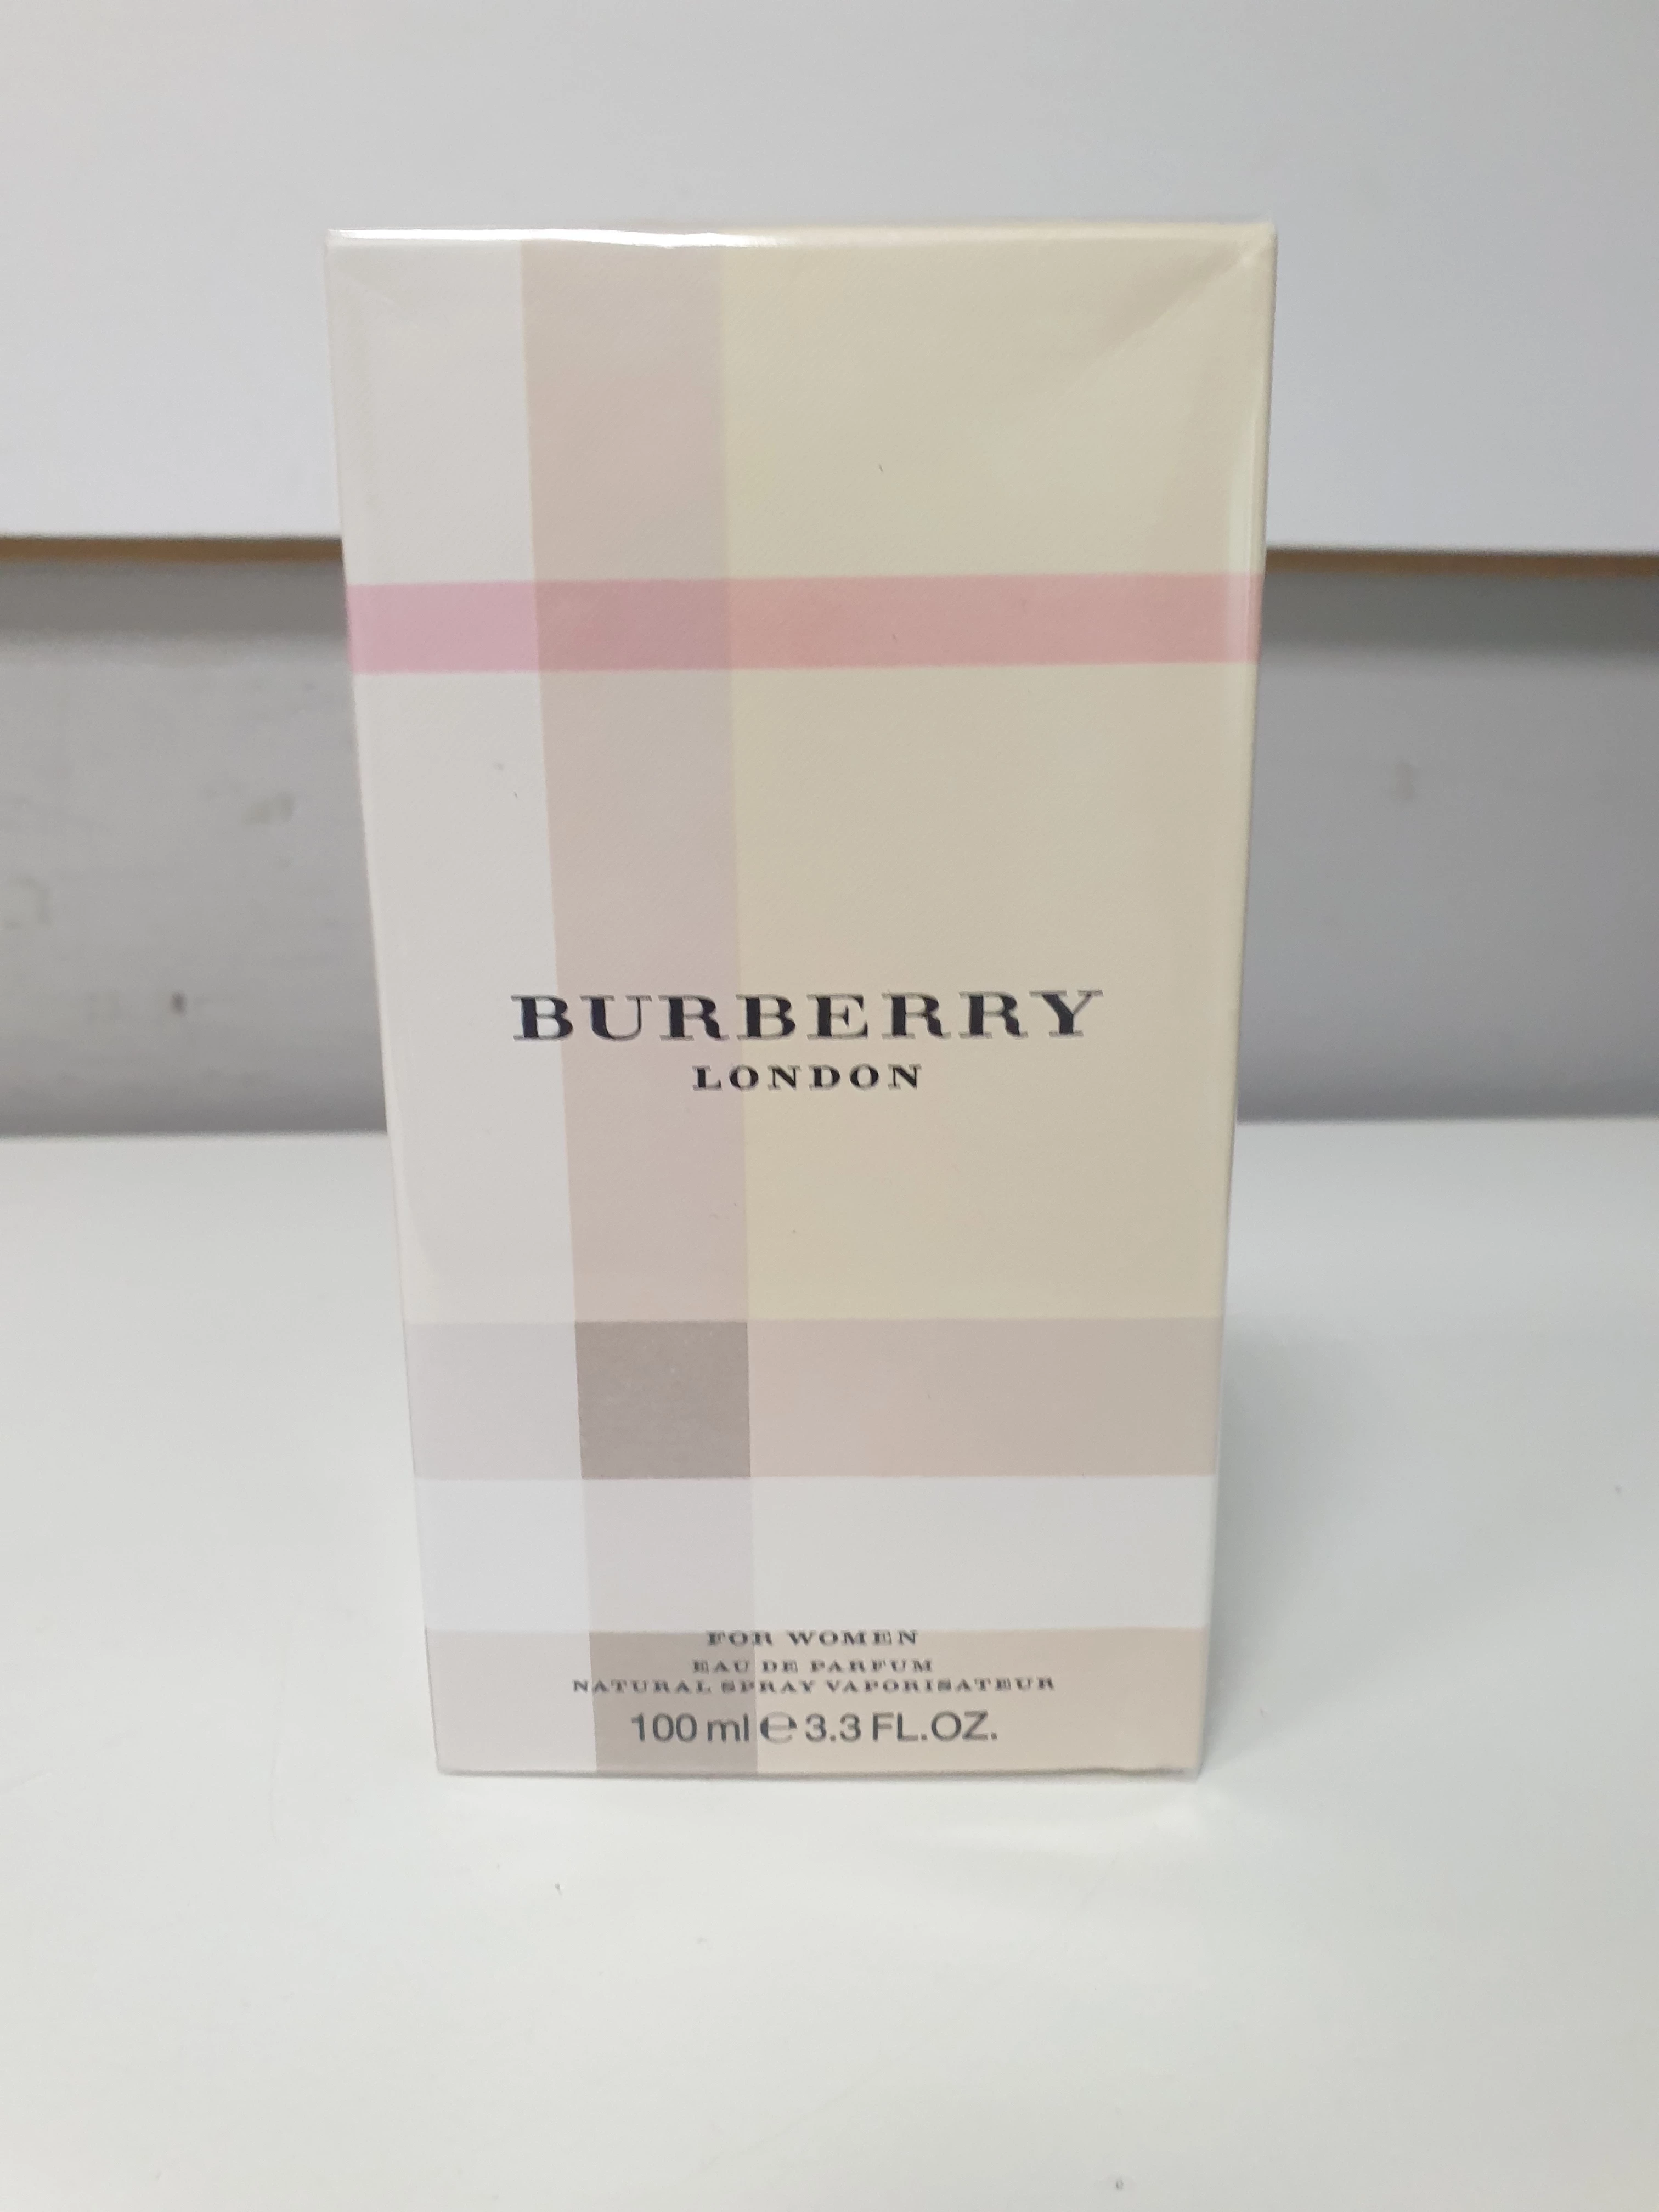 BURBERRY
LONDON
FOR WOMEN
EAU DE PARFUM
NATURAL SPRAY VAPORISATEUR
100 ml ℮ 3.3 FL.OZ.